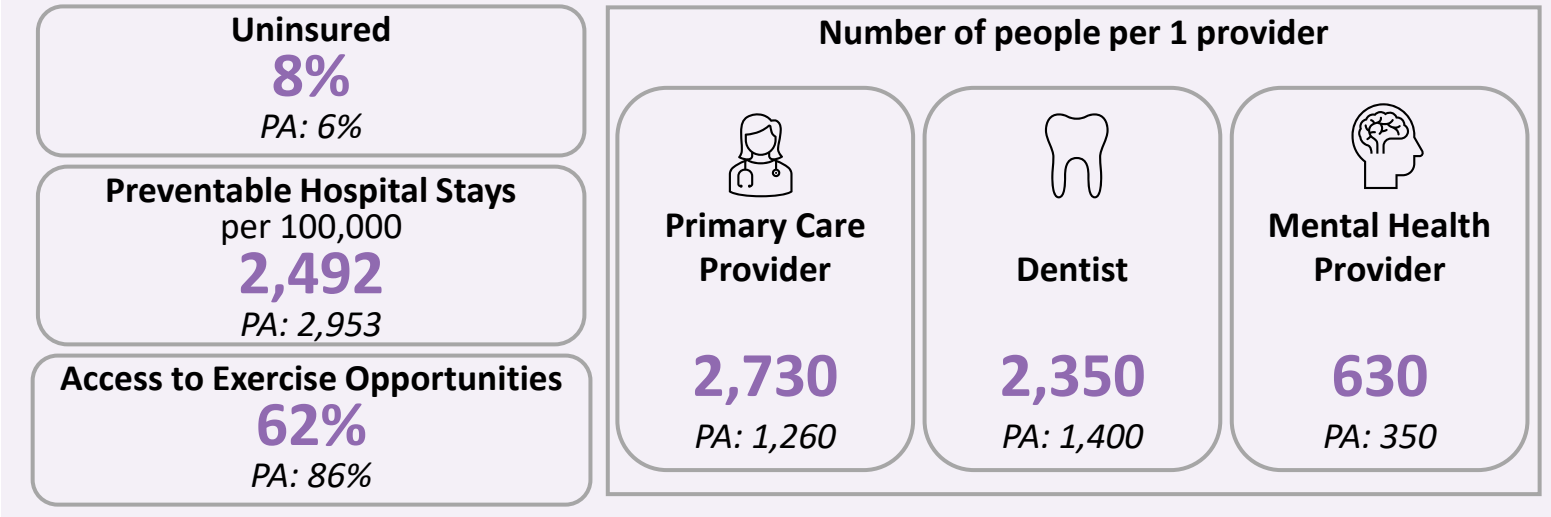 Uninsured
8%
PA: 6%
Preventable Hospital Stays
per 100,000
2,492
PA: 2,953
Access to Exercise Opportunities
62%
PA: 86%
Number of people per 1 provider
Primary Care
Provider
2,730
PA: 1,260
Dentist
2,350
PA: 1,400
Mental Health
Provider
630
PA: 350